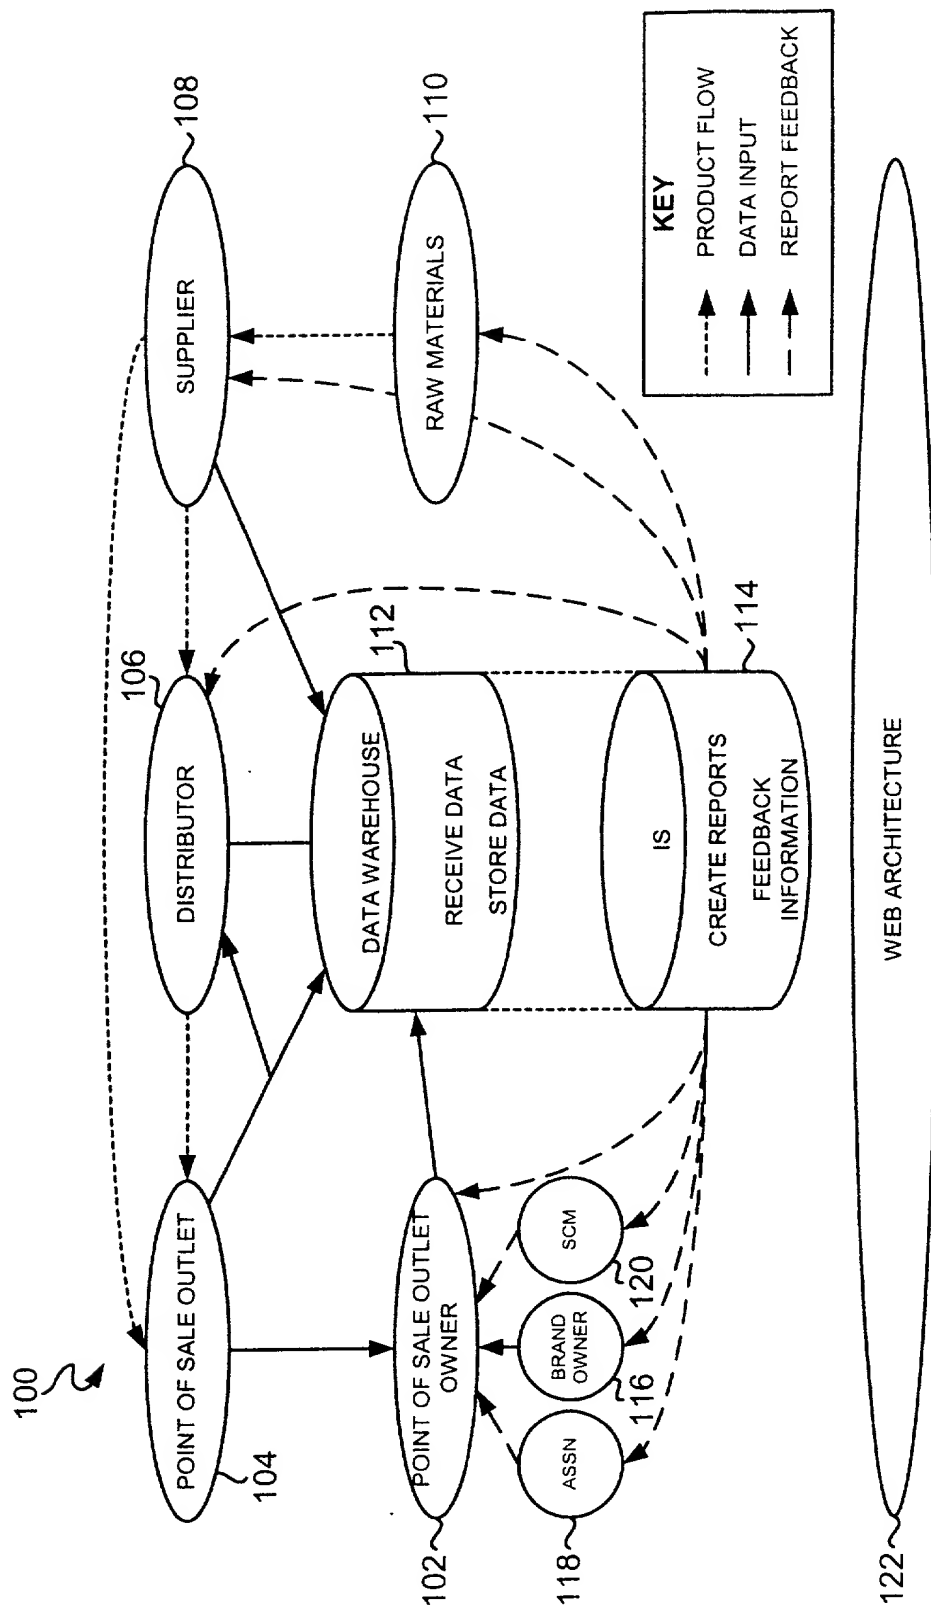 100
POINT OF SALE OUTLET
104
DISTRIBUTOR
106
SUPPLIER
108
POINT OF SALE OUTLET
OWNER
102
DATA WAREHOUSE
RECEIVE DATA
STORE DATA
112
RAW MATERIALS
110
ASSN
118
BRAND
OWNER
116
SCM
120
IS
CREATE REPORTS
FEEDBACK
INFORMATION
114
KEY
PRODUCT FLOW
DATA INPUT
REPORT FEEDBACK
WEB ARCHITECTURE
122